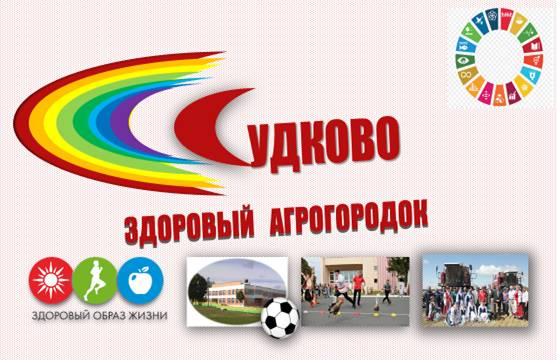 СУДКОВО
ЗДОРОВЫЙ АГРОГОРОДОК
ЗДОРОВЫЙ ОБРАЗ ЖИЗНИ